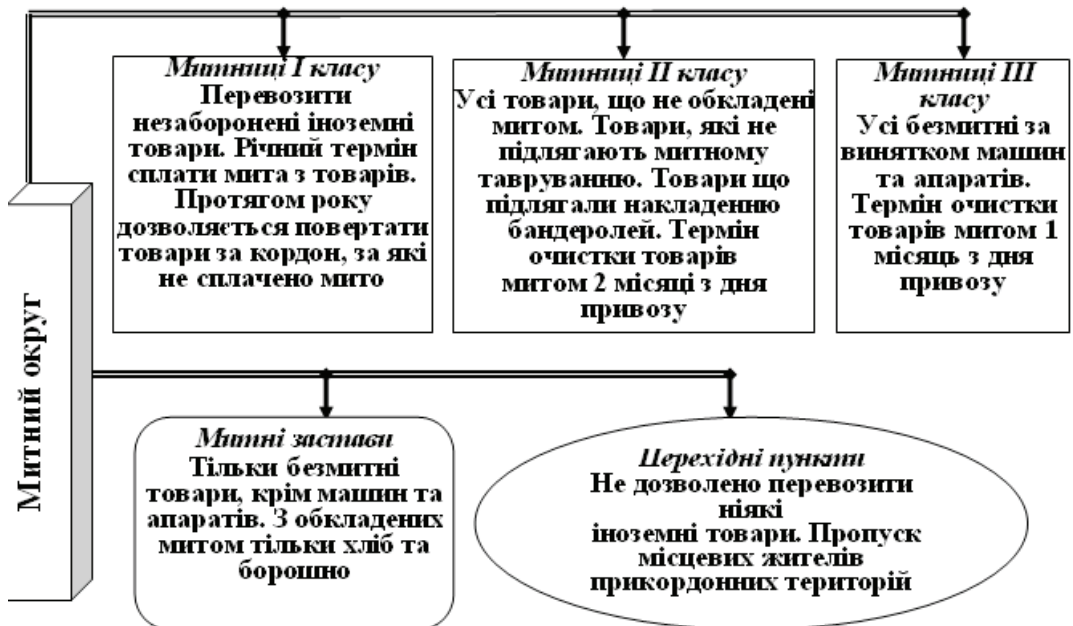 Митний округ
Митниці І класу
Перевозити
незаборонені іноземні
товари. Річний термін
сплати мита з товарів.
Протягом року
дозволяється повертати
товари за кордон, за які
не сплачено мито
Митниці ІІ класу
Усі товари, що не обкладені
митом. Товари, які не
підлягають митному
тавруванню. Товари що
підлягали накладенню
бандеролей. Термін
очистки товарів
митом 2 місяці з дня
привозу
Митниці ІІІ
класу
Усі безмитні за
винятком машин
та апаратів.
Термін очистки
товарів митом 1
місяць з дня
привозу
Митні застави
Тільки безмитні
товари, крім машин та
апаратів. З обкладених
митом тільки хліб та
борошно
Перехідні пункти
Не дозволено перевозити
ніякі
іноземні товари. Пропуск
місцевих жителів
прикордонних територій